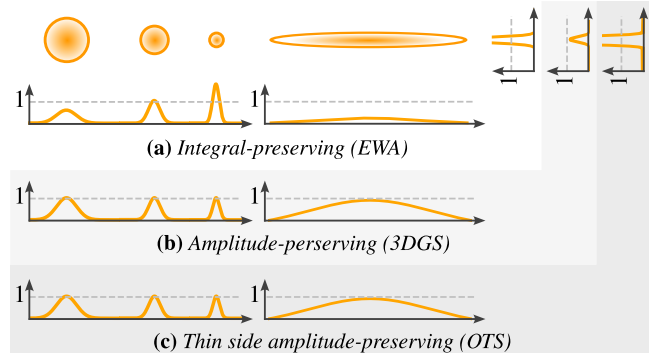 1 1 1
1 1
(a) Integral-preserving (EWA)
1 1
(b) Amplitude-perserving (3DGS)
1 1
(c) Thin side amplitude-preserving (OTS)